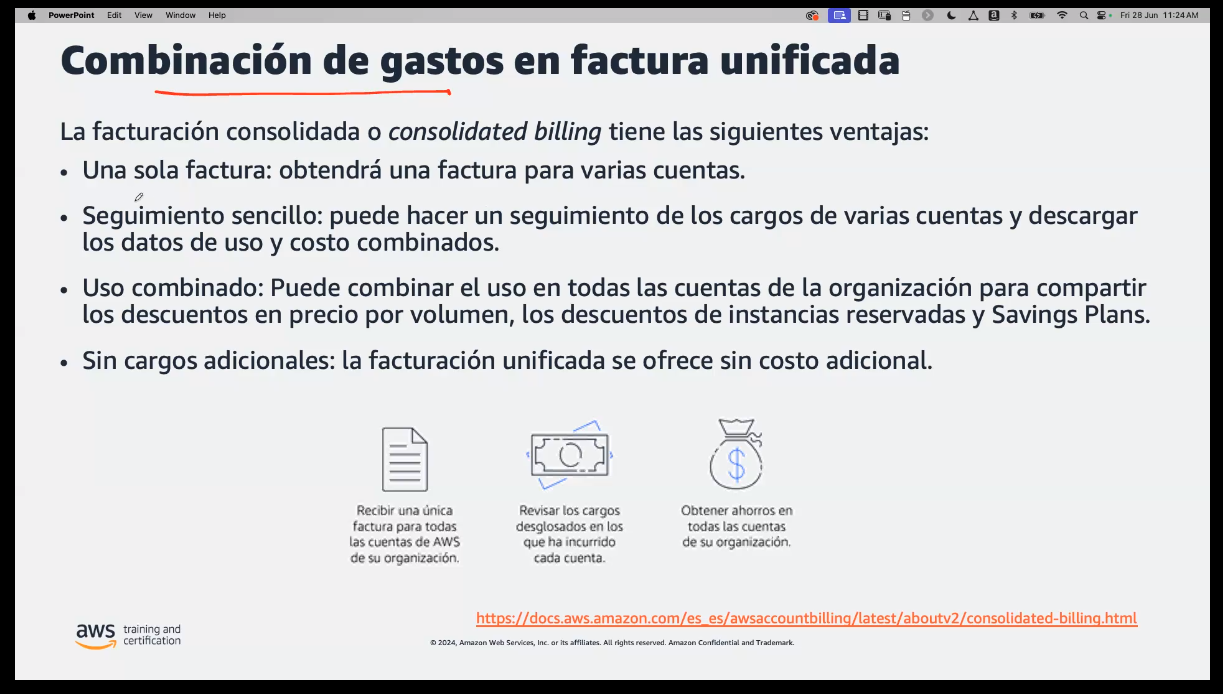 PowerPoint Edit View Window Help Fri 28 Jun 11:24 AM
Combinación de gastos en factura unificada
La facturación consolidada o consolidated billing tiene las siguientes ventajas:
• Una sola factura: obtendrá una factura para varias cuentas.
• Seguimiento sencillo: puede hacer un seguimiento de los cargos de varias cuentas y descargar
los datos de uso y costo combinados.
• Uso combinado: Puede combinar el uso en todas las cuentas de la organización para compartir
los descuentos en precio por volumen, los descuentos de instancias reservadas y Savings Plans.
• Sin cargos adicionales: la facturación unificada se ofrece sin costo adicional.
$
Recibir una única
factura para todas
las cuentas de AWS
de su organización.
Revisar los cargos
desglosados en los
que ha incurrido
cada cuenta.
Obtener ahorros en
todas las cuentas
de su organización.
https://docs.aws.amazon.com/es_es/awsaccountbilling/latest/aboutv2/consolidated-billing.html
aws training and
certification
© 2024, Amazon Web Services, Inc. or its affiliates. All rights reserved. Amazon Confidential and Trademark.